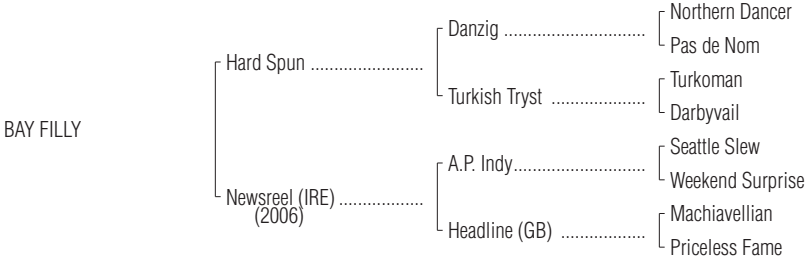 Northern Dancer
Danzig ..............................
Pas de Nom
Hard Spun ........................
Turkoman
Turkish Tryst ....................
Darbyvail
BAY FILLY
Seattle Slew
A.P. Indy............................
Weekend Surprise
Newsreel (IRE) ..................
(2006)
Machiavellian
Headline (GB) ..................
Priceless Fame